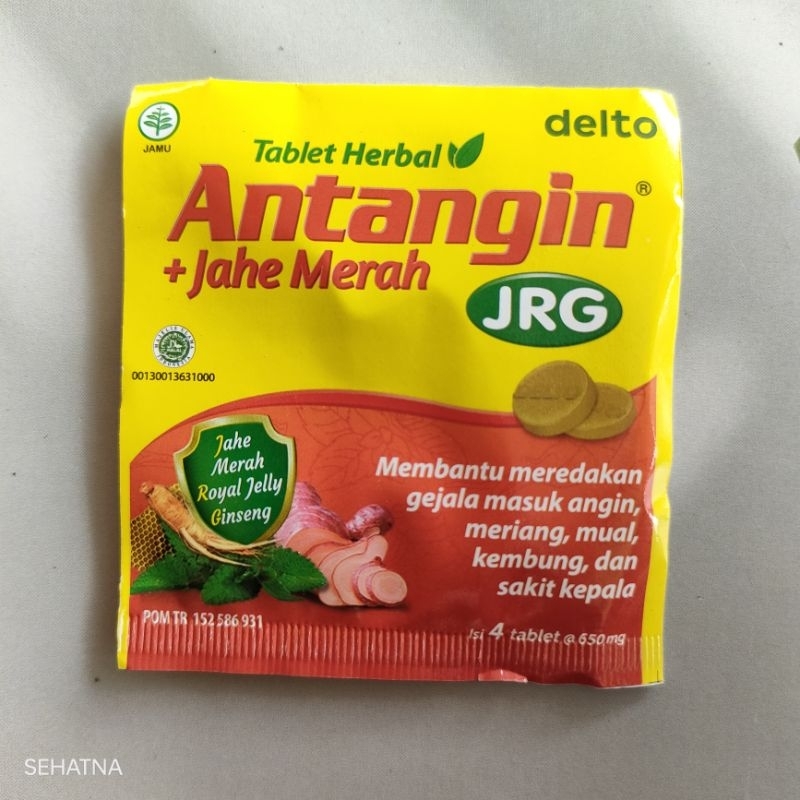 JAMU
delto
Tablet Herbal
Antangin®
+Jahe Merah
JRG
00130013631000
Jahe
Merah
Royal Jelly
Ginseng
Membantu meredakan
gejala masuk angin,
meriang, mual,
kembung, dan
sakit kepala
POM TR 152 586 931
Isi 4 tablet @ 650mg
SEHATNA